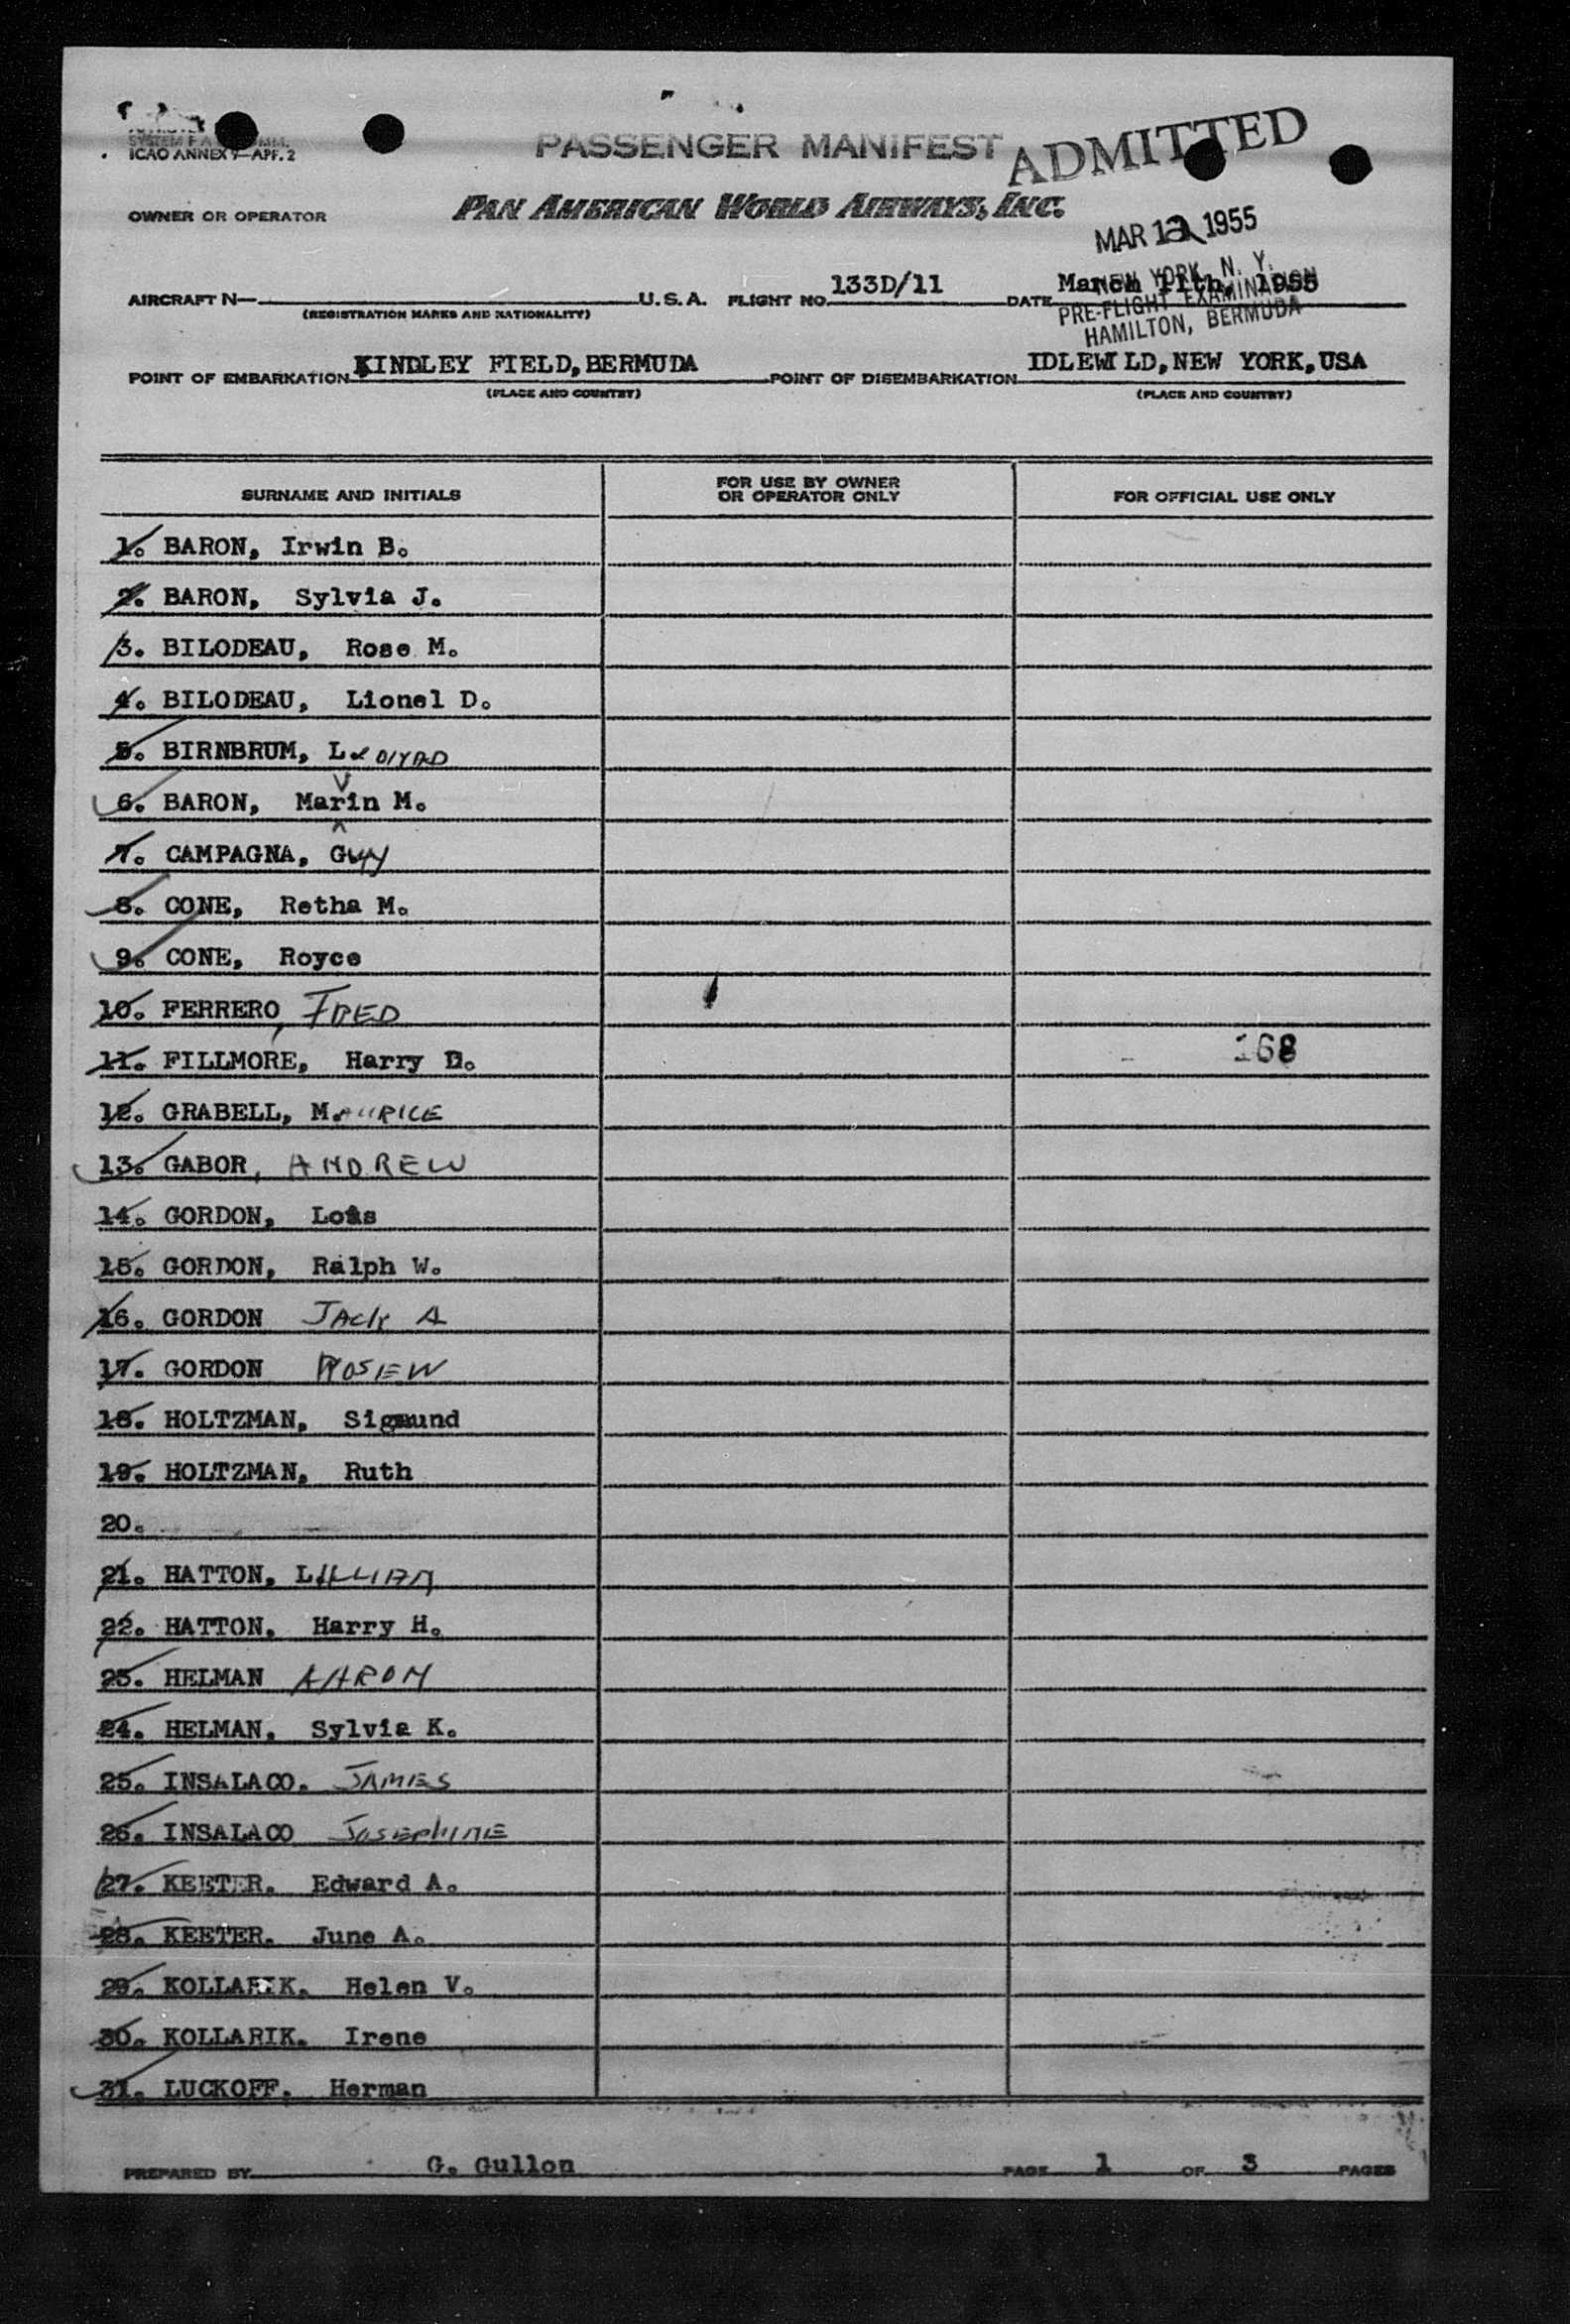 ICAO ANNEX 9—APP. 2
PASSENGER MANIFEST
ADMITTED
OWNER OR OPERATOR
PAN AMERICAN WORLD AIRWAYS, INC.
MAR 12 1955
NEW YORK, N. Y.
PRE-FLIGHT EXAMINATION
HAMILTON, BERMUDA
AIRCRAFT N— U.S.A. FLIGHT NO. 133D/11 DATE March 11th, 1955
(REGISTRATION MARKS AND NATIONALITY)
POINT OF EMBARKATION KINDLEY FIELD,BERMUDA POINT OF DISEMBARKATION IDLEWILD,NEW YORK,USA
(PLACE AND COUNTRY) (PLACE AND COUNTRY)
SURNAME AND INITIALS FOR USE BY OWNER OR OPERATOR ONLY FOR OFFICIAL USE ONLY
1. BARON, Irwin B.
2. BARON, Sylvia J.
3. BILODEAU, Rose M.
4. BILODEAU, Lionel D.
5. BIRNBRUM,
6. BARON, Marin M.
7. CAMPAGNA, Guy
8. CONE, Retha M.
9. CONE, Royce
10. FERRERO, FRED
11. FILLMORE, Harry D. 168
12. GRABELL, MAURICE
13. GABOR, ANDREW
14. GORDON, Lois
15. GORDON, Ralph W.
16. GORDON JACK A
17. GORDON
18. HOLTZMAN, Sigmund
19. HOLTZMAN, Ruth
20.
21. HATTON, LILLIAN
22. HATTON, Harry H.
23. HELMAN AHRON
24. HELMAN, Sylvia K.
25. INSALACO, JAMES
26. INSALACO JOSEPHINE
27. KEETER, Edward A.
28. KEETER, June A.
29. KOLLARIK, Helen V.
30. KOLLARIK, Irene
31. LUCKOFF, Herman
PREPARED BY G. Gullon PAGE 1 OF 3 PAGES